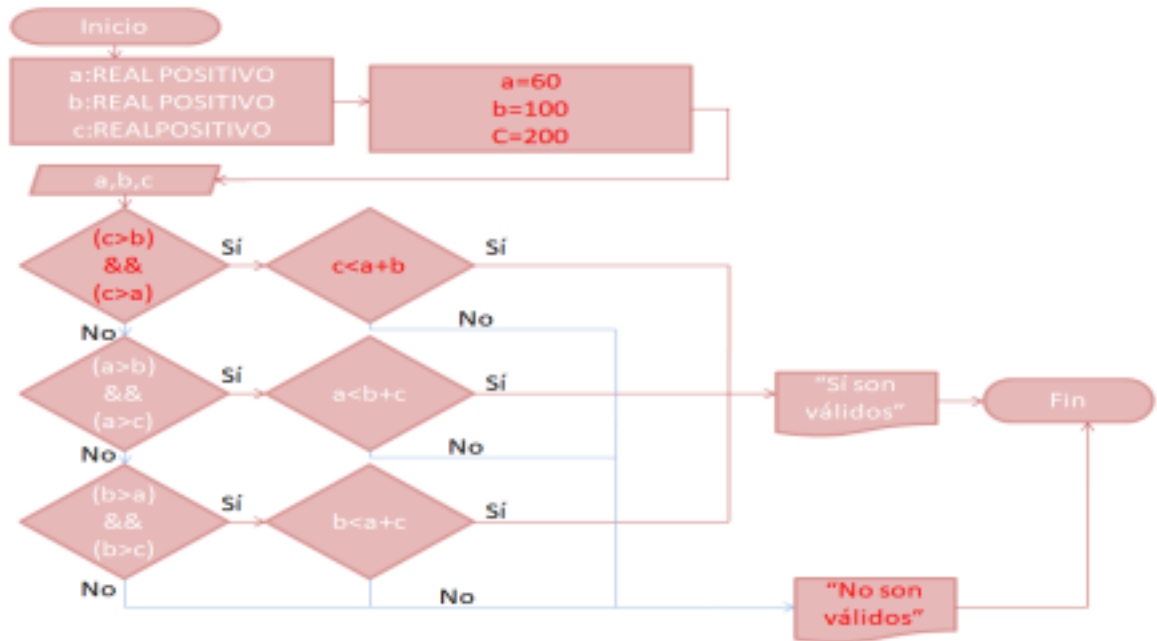 Inicio
a:REAL POSITIVO
b:REAL POSITIVO
c:REALPOSITIVO
a=60
b=100
C=200
a,b,c
(c>b)
&&
(c>a)
Sí
c<a+b
Sí
No
No
(a>b)
&&
(a>c)
Sí
a<b+c
Sí
"Sí son
válidos"
Fin
No
No
(b>a)
&&
(b>c)
Sí
b<a+c
Sí
No
No
"No son
válidos"